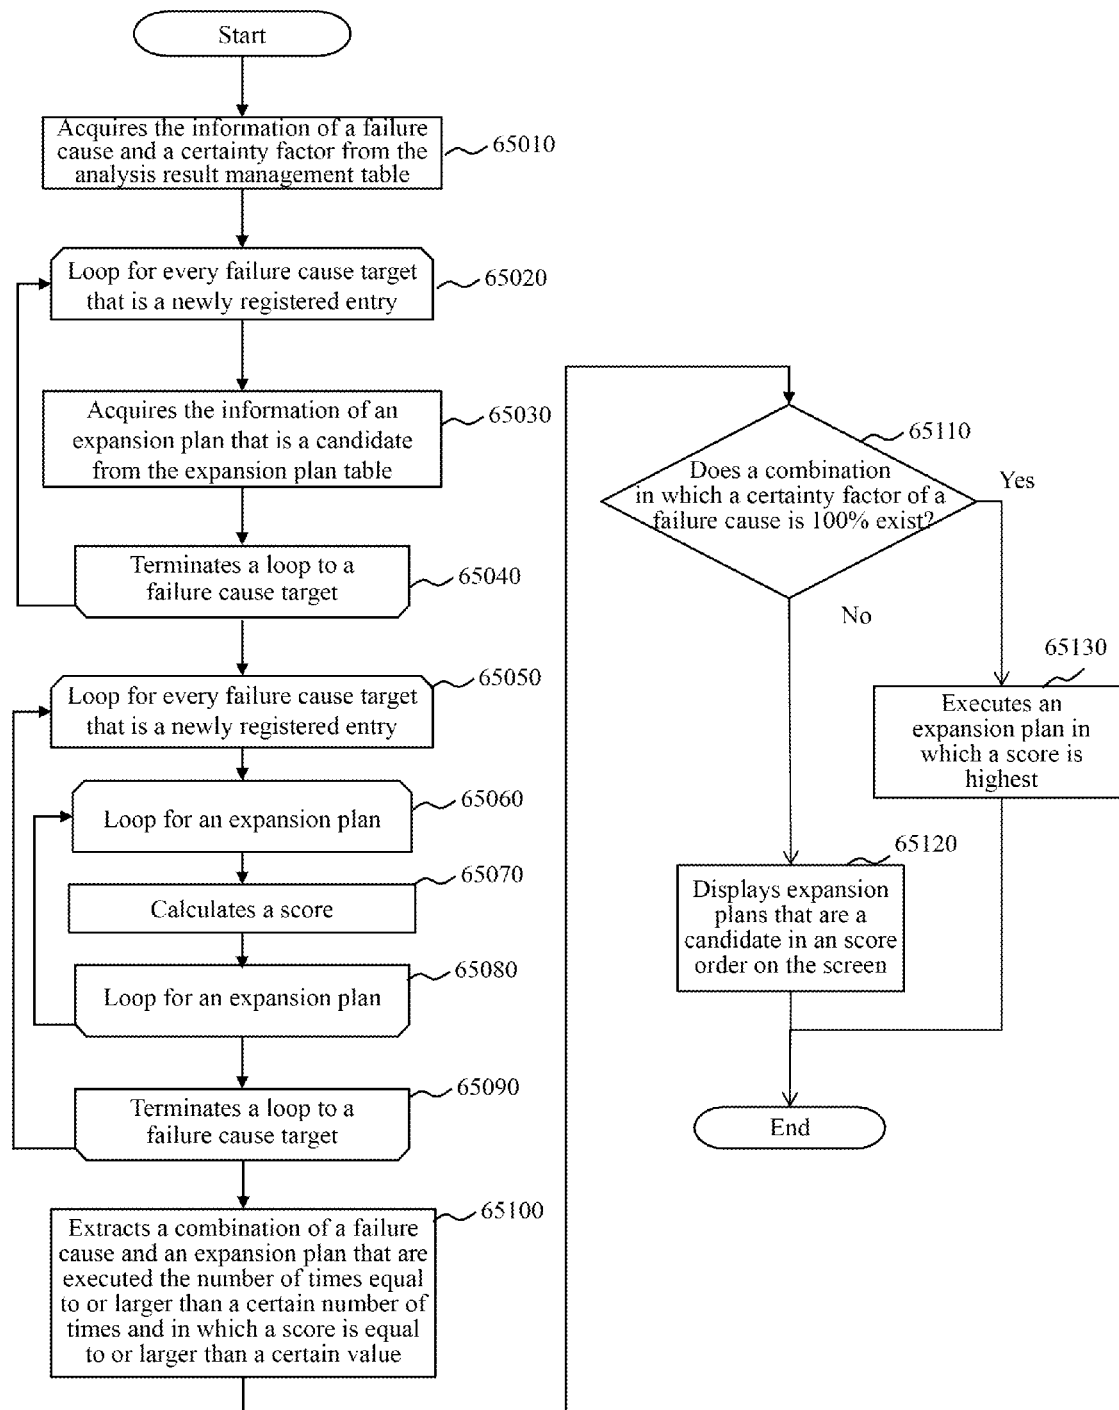 Start
Acquires the information of a failure
cause and a certainty factor from the
analysis result management table
65010
Loop for every failure cause target
that is a newly registered entry
65020
Acquires the information of an
expansion plan that is a candidate
from the expansion plan table
65030
Terminates a loop to a
failure cause target
65040
Loop for every failure cause target
that is a newly registered entry
65050
Loop for an expansion plan
65060
Calculates a score
65070
Loop for an expansion plan
65080
Terminates a loop to a
failure cause target
65090
Extracts a combination of a failure
cause and an expansion plan that are
executed the number of times equal
to or larger than a certain number of
times and in which a score is equal
to or larger than a certain value
65100
Does a combination
in which a certainty factor of a
failure cause is 100% exist?
65110
Yes
No
65130
Executes an
expansion plan in
which a score is
highest
65120
Displays expansion
plans that are a
candidate in an score
order on the screen
End